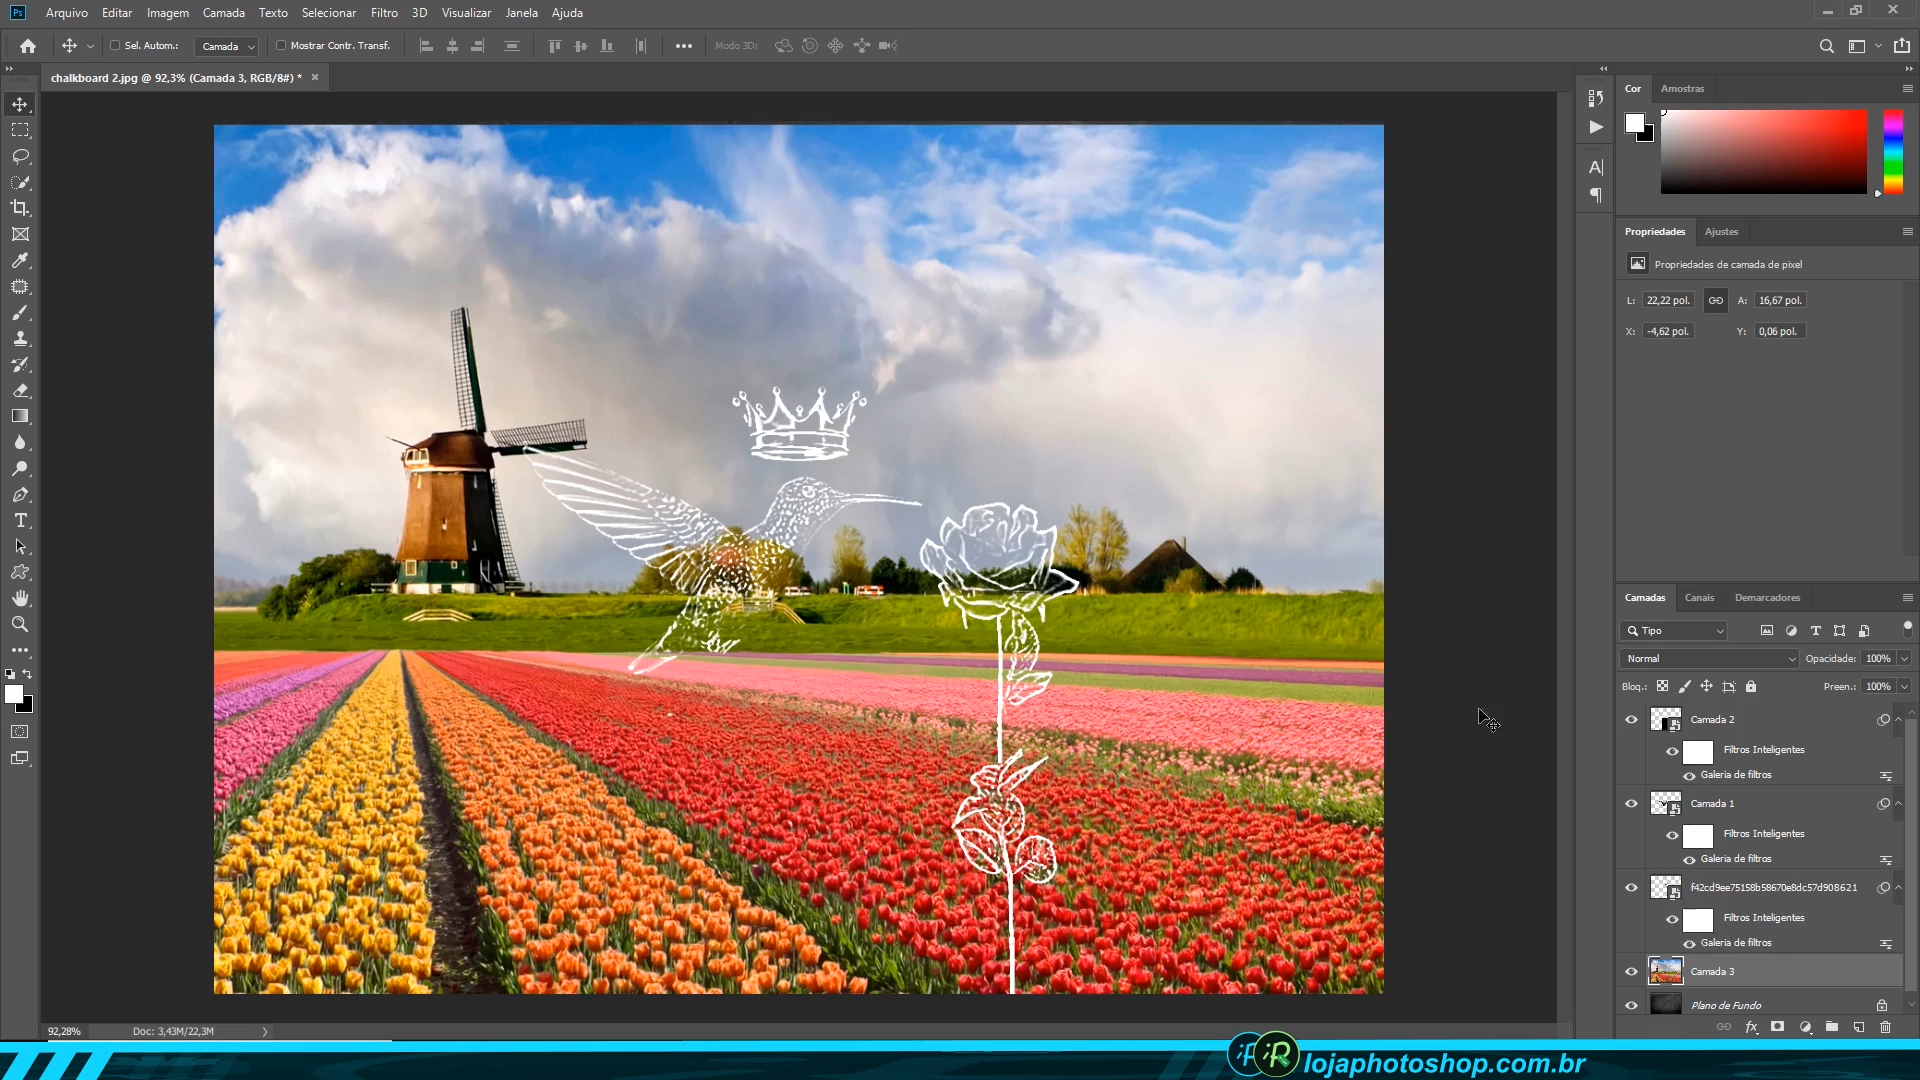 Ps Arquivo Editar Imagem Camada Texto Selecionar Filtro 3D Visualizar Janela Ajuda
Sel. Autom.: Camada Mostrar Contr. Transf. Modo 3D:
chalkboard 2.jpg @ 92,3% (Camada 3, RGB/8#) * ×
Cor Amostras
Propriedades Ajustes
Propriedades de camada de pixel
L: 22,22 pol. A: 16,67 pol.
X: -4,62 pol. Y: 0,06 pol.
Camadas Canais Demarcadores
Tipo
Normal Opacidade: 100%
Bloq.: Preen.: 100%
Camada 2
Filtros Inteligentes
Galeria de filtros
Camada 1
Filtros Inteligentes
Galeria de filtros
f42cd9ee75158b58670e8dc57d908621
Filtros Inteligentes
Galeria de filtros
Camada 3
Plano de Fundo
fx
92,28% Doc: 3,43M/22,3M
iR lojaphotoshop.com.br